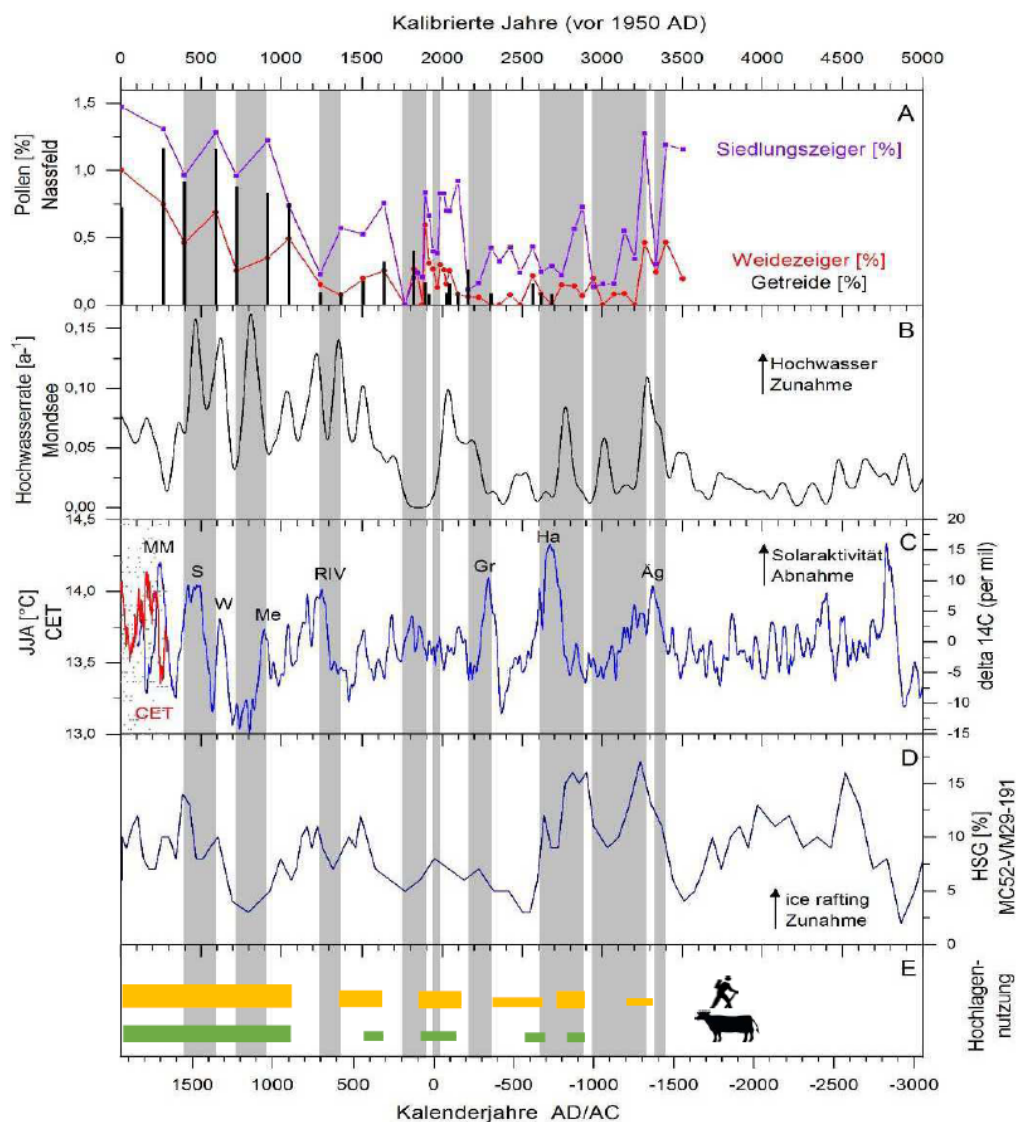 Kalibrierte Jahre (vor 1950 AD)
0 500 1000 1500 2000 2500 3000 3500 4000 4500 5000
A
Pollen [%]
Nassfeld
1,5
1,0
0,5
0,0
Siedlungszeiger [%]
Weidezeiger [%]
Getreide [%]
B
Hochwasserrate [a-1]
Mondsee
0,15
0,10
0,05
0,00
Hochwasser
Zunahme
C
JJA [°C]
CET
14,5
14,0
13,5
13,0
MM
S
W
Me
RIV
Gr
Ha
Äg
CET
Solaraktivität
Abnahme
20
15
10
5
0
-5
-10
-15
delta 14C (per mil)
D
15
10
5
0
HSG [%]
MC52-VM29-191
ice rafting
Zunahme
E
Hochlagen-
nutzung
1500 1000 500 0 -500 -1000 -1500 -2000 -2500 -3000
Kalenderjahre AD/AC